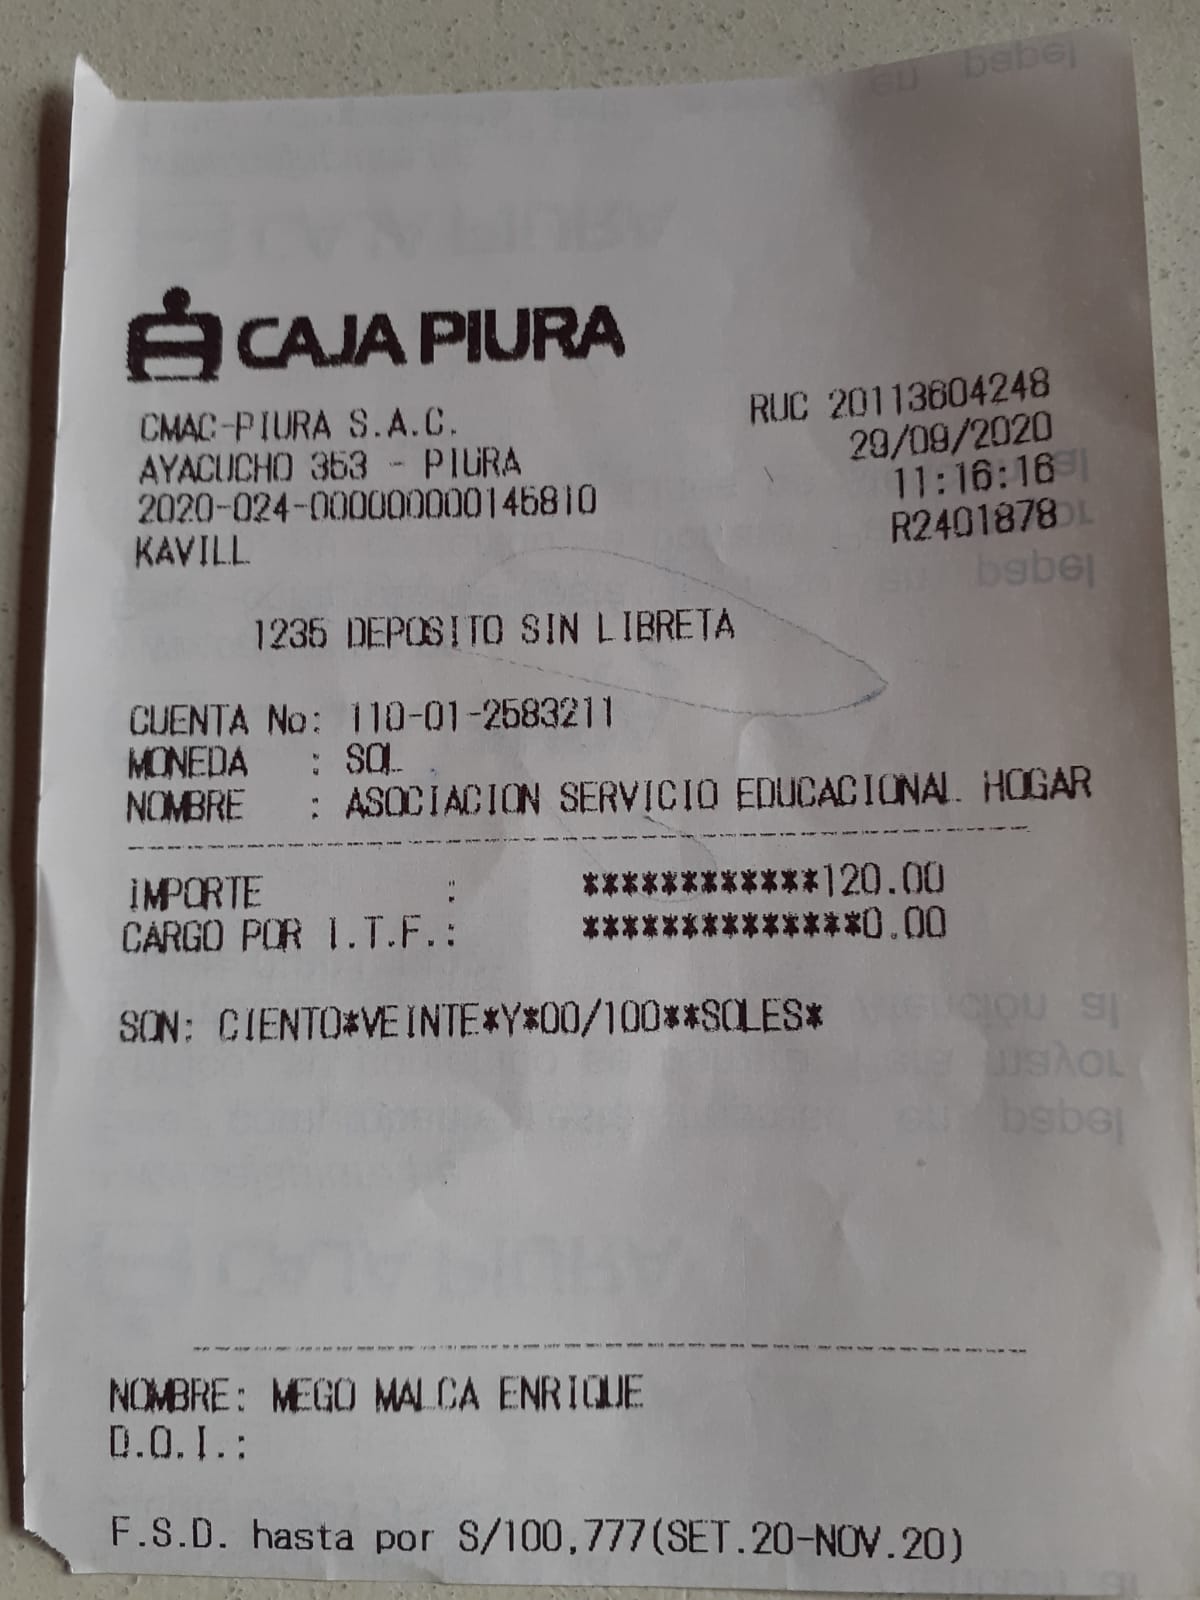 CAJA PIURA
CMAC-PIURA S.A.C. RUC 20113604248
AYACUCHO 353 - PIURA 29/09/2020
2020-024-000000000145810 11:16:16
KAVILL R2401878
1235 DEPOSITO SIN LIBRETA
CUENTA No: 110-01-2583211
MONEDA : SOL
NOMBRE : ASOCIACION SERVICIO EDUCACIONAL HOGAR
IMPORTE : ************120.00
CARGO POR I.T.F.: **************0.00
SON: CIENTO*VEINTE*Y*00/100**SOLES*
NOMBRE: MEGO MALCA ENRIQUE
D.O.I.:
F.S.D. hasta por S/100,777(SET.20-NOV.20)